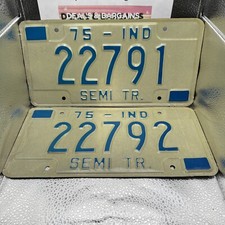 DEALS & BARGAINS
75 - IND
22791
SEMI TR.
75 - IND
22792
SEMI TR.